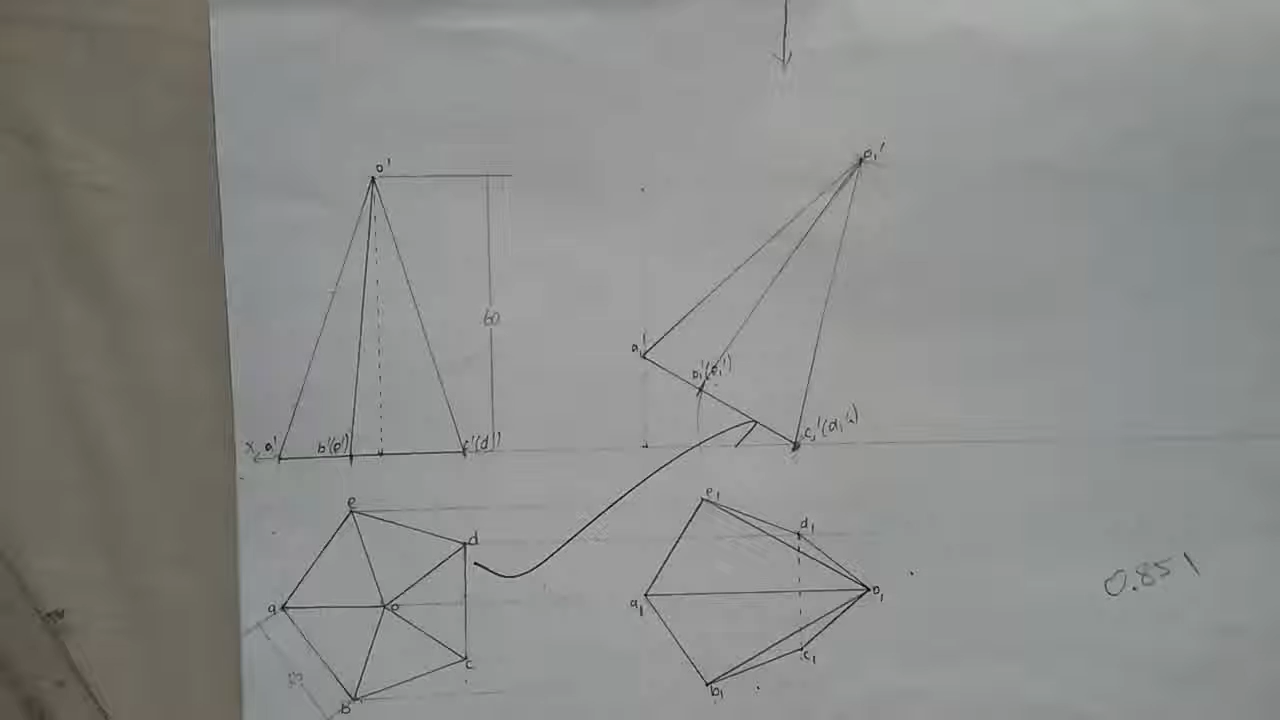 o'
o₁'
60
a₁'
b₁'(e₁')
x a' b'(e') c'(d')
c₁'(d₁')
e
e₁
d
d₁
a
o
a₁
o₁
0.851
c
c₁
b
b₁